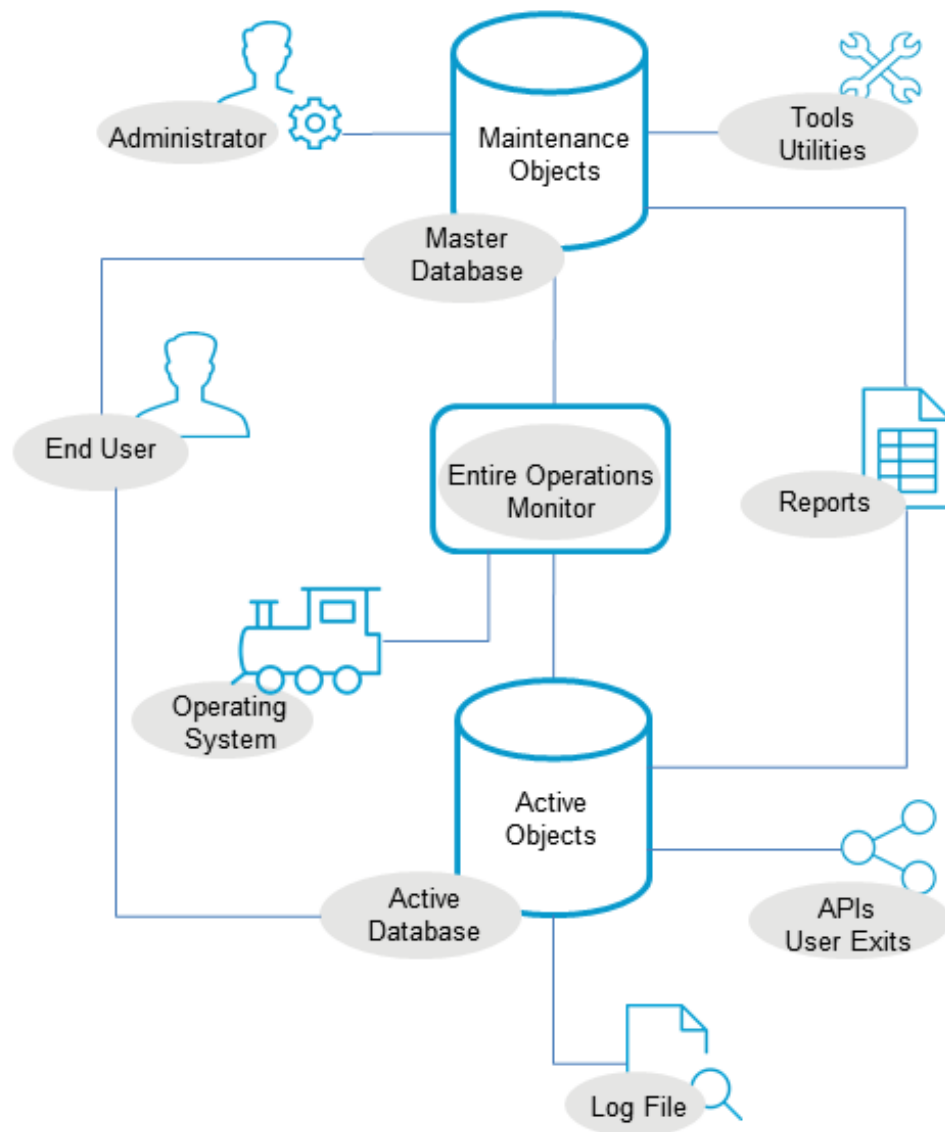 Administrator
Maintenance
Objects
Tools
Utilities
Master
Database
End User
Entire Operations
Monitor
Reports
Operating
System
Active
Objects
Active
Database
APIs
User Exits
Log File